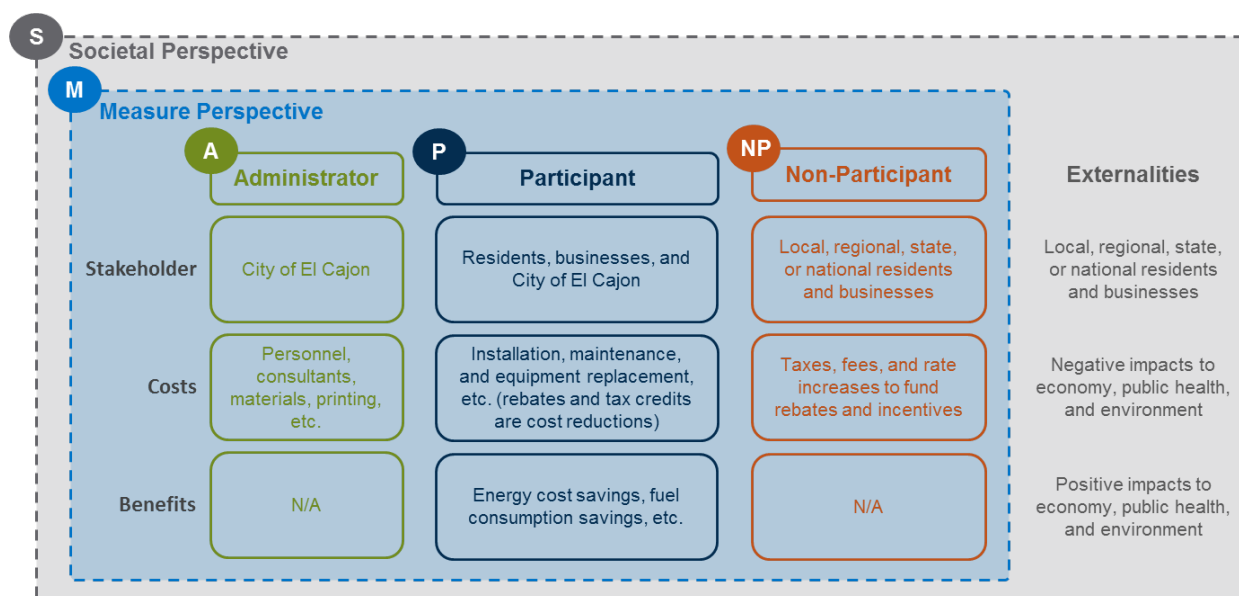 S
Societal Perspective
M
Measure Perspective
A
Administrator
P
Participant
NP
Non-Participant
Externalities
Stakeholder
City of El Cajon
Residents, businesses, and
City of El Cajon
Local, regional, state,
or national residents
and businesses
Local, regional, state,
or national residents
and businesses
Costs
Personnel,
consultants,
materials, printing,
etc.
Installation, maintenance,
and equipment replacement,
etc. (rebates and tax credits
are cost reductions)
Taxes, fees, and rate
increases to fund
rebates and incentives
Negative impacts to
economy, public health,
and environment
Benefits
N/A
Energy cost savings, fuel
consumption savings, etc.
N/A
Positive impacts to
economy, public health,
and environment